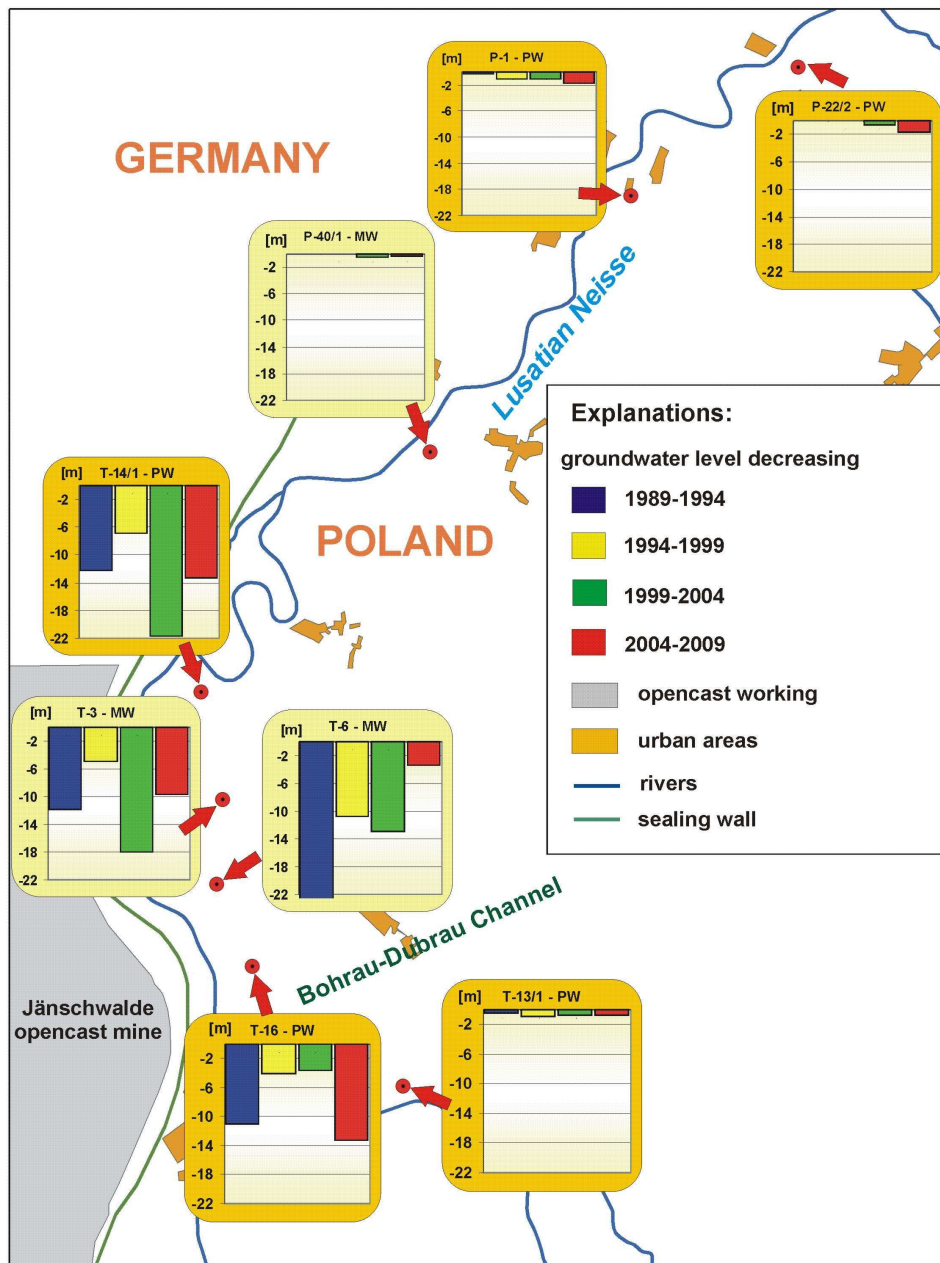 GERMANY
[m]
P-1 - PW
-2
-6
-10
-14
-18
-22
[m]
P-22/2 - PW
-2
-6
-10
-14
-18
-22
[m]
P-40/1 - MW
-2
-6
-10
-14
-18
-22
Lusatian Neisse
[m]
T-14/1 - PW
-2
-6
-10
-14
-18
-22
POLAND
Explanations:
groundwater level decreasing
1989-1994
1994-1999
1999-2004
2004-2009
opencast working
urban areas
rivers
sealing wall
[m]
T-3 - MW
-2
-6
-10
-14
-18
-22
[m]
T-6 - MW
-2
-6
-10
-14
-18
-22
Bohrau-Dubrau Channel
Jänschwalde
opencast mine
[m]
T-16 - PW
-2
-6
-10
-14
-18
-22
[m]
T-13/1 - PW
-2
-6
-10
-14
-18
-22